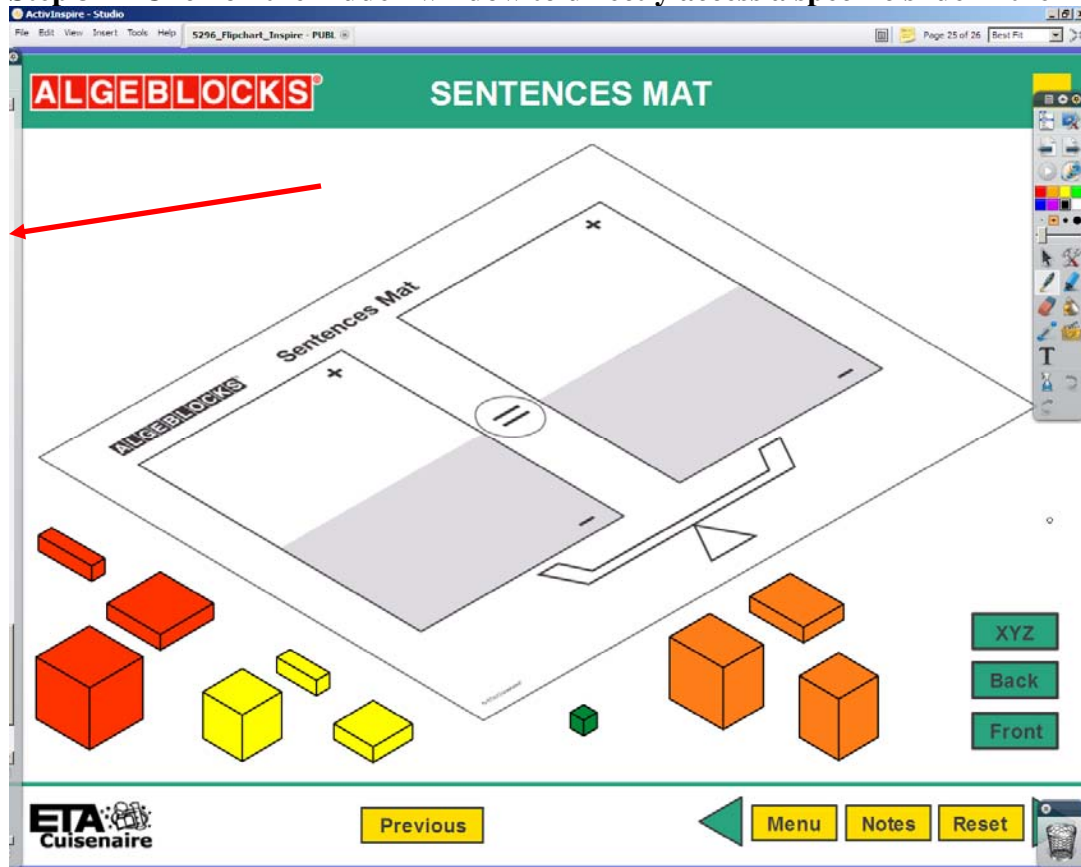 ActivInspire - Studio
File Edit View Insert Tools Help 5296_Flipchart_Inspire - PUBL Page 25 of 26 Best Fit
ALGEBLOCKS® SENTENCES MAT
T
+
Sentences Mat
+
ALGEBLOCKS
=
−
−
XYZ
Back
Front
ETA Cuisenaire
Previous
Menu Notes Reset